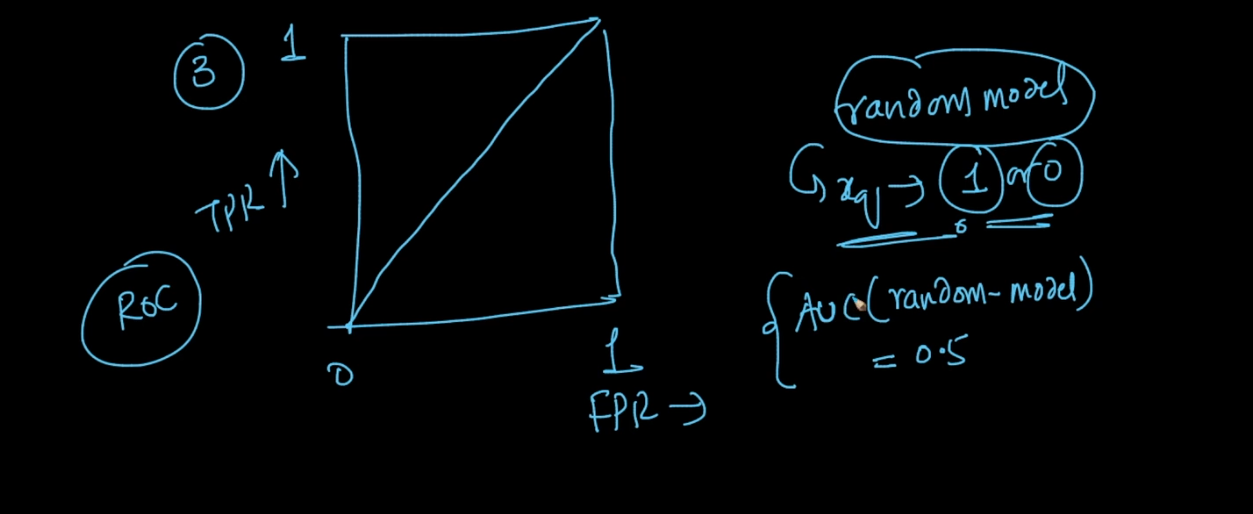 3
1
TPR ↑
ROC
0
1
FPR →
random model
↳ xq → 1 or 0
{ AUC(random-model)
= 0.5